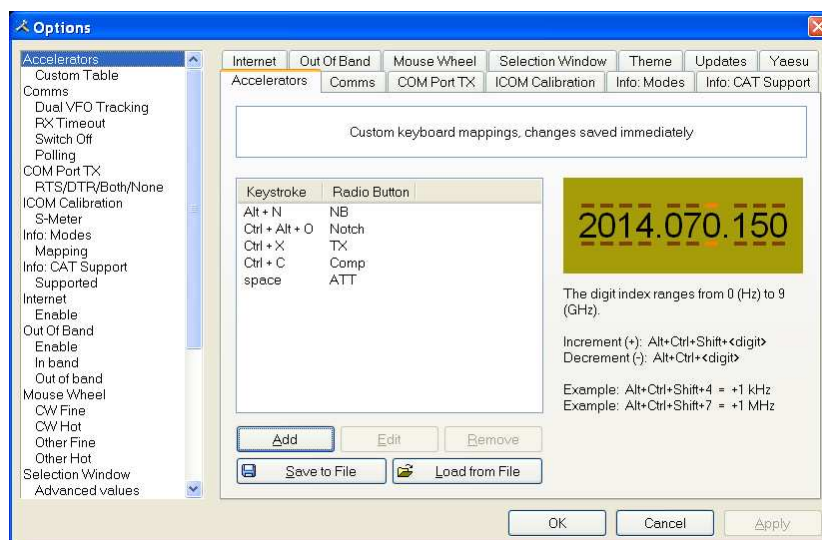 Options
Accelerators
Custom Table
Comms
Dual VFO Tracking
RX Timeout
Switch Off
Polling
COM Port TX
RTS/DTR/Both/None
ICOM Calibration
S-Meter
Info: Modes
Mapping
Info: CAT Support
Supported
Internet
Enable
Out Of Band
Enable
In band
Out of band
Mouse Wheel
CW Fine
CW Hot
Other Fine
Other Hot
Selection Window
Advanced values
Internet Out Of Band Mouse Wheel Selection Window Theme Updates Yaesu
Accelerators Comms COM Port TX ICOM Calibration Info: Modes Info: CAT Support
Custom keyboard mappings, changes saved immediately
Keystroke Radio Button
Alt + N NB
Ctrl + Alt + O Notch
Ctrl + X TX
Ctrl + C Comp
space ATT
2014.070.150
The digit index ranges from 0 (Hz) to 9
(GHz).
Increment (+): Alt+Ctrl+Shift+<digit>
Decrement (-): Alt+Ctrl+<digit>
Example: Alt+Ctrl+Shift+4 = +1 kHz
Example: Alt+Ctrl+Shift+7 = +1 MHz
Add Edit Remove
Save to File Load from File
OK Cancel Apply